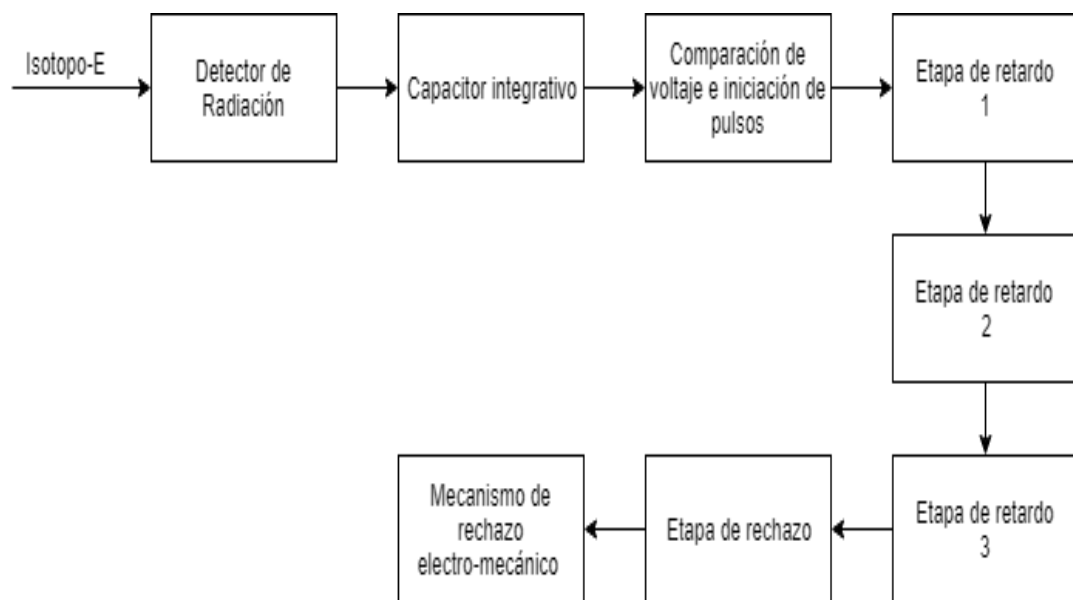 Isotopo-E
Detector de
Radiación
Capacitor integrativo
Comparación de
voltaje e iniciación de
pulsos
Etapa de retardo
1
Etapa de retardo
2
Etapa de retardo
3
Etapa de rechazo
Mecanismo de
rechazo
electro-mecánico